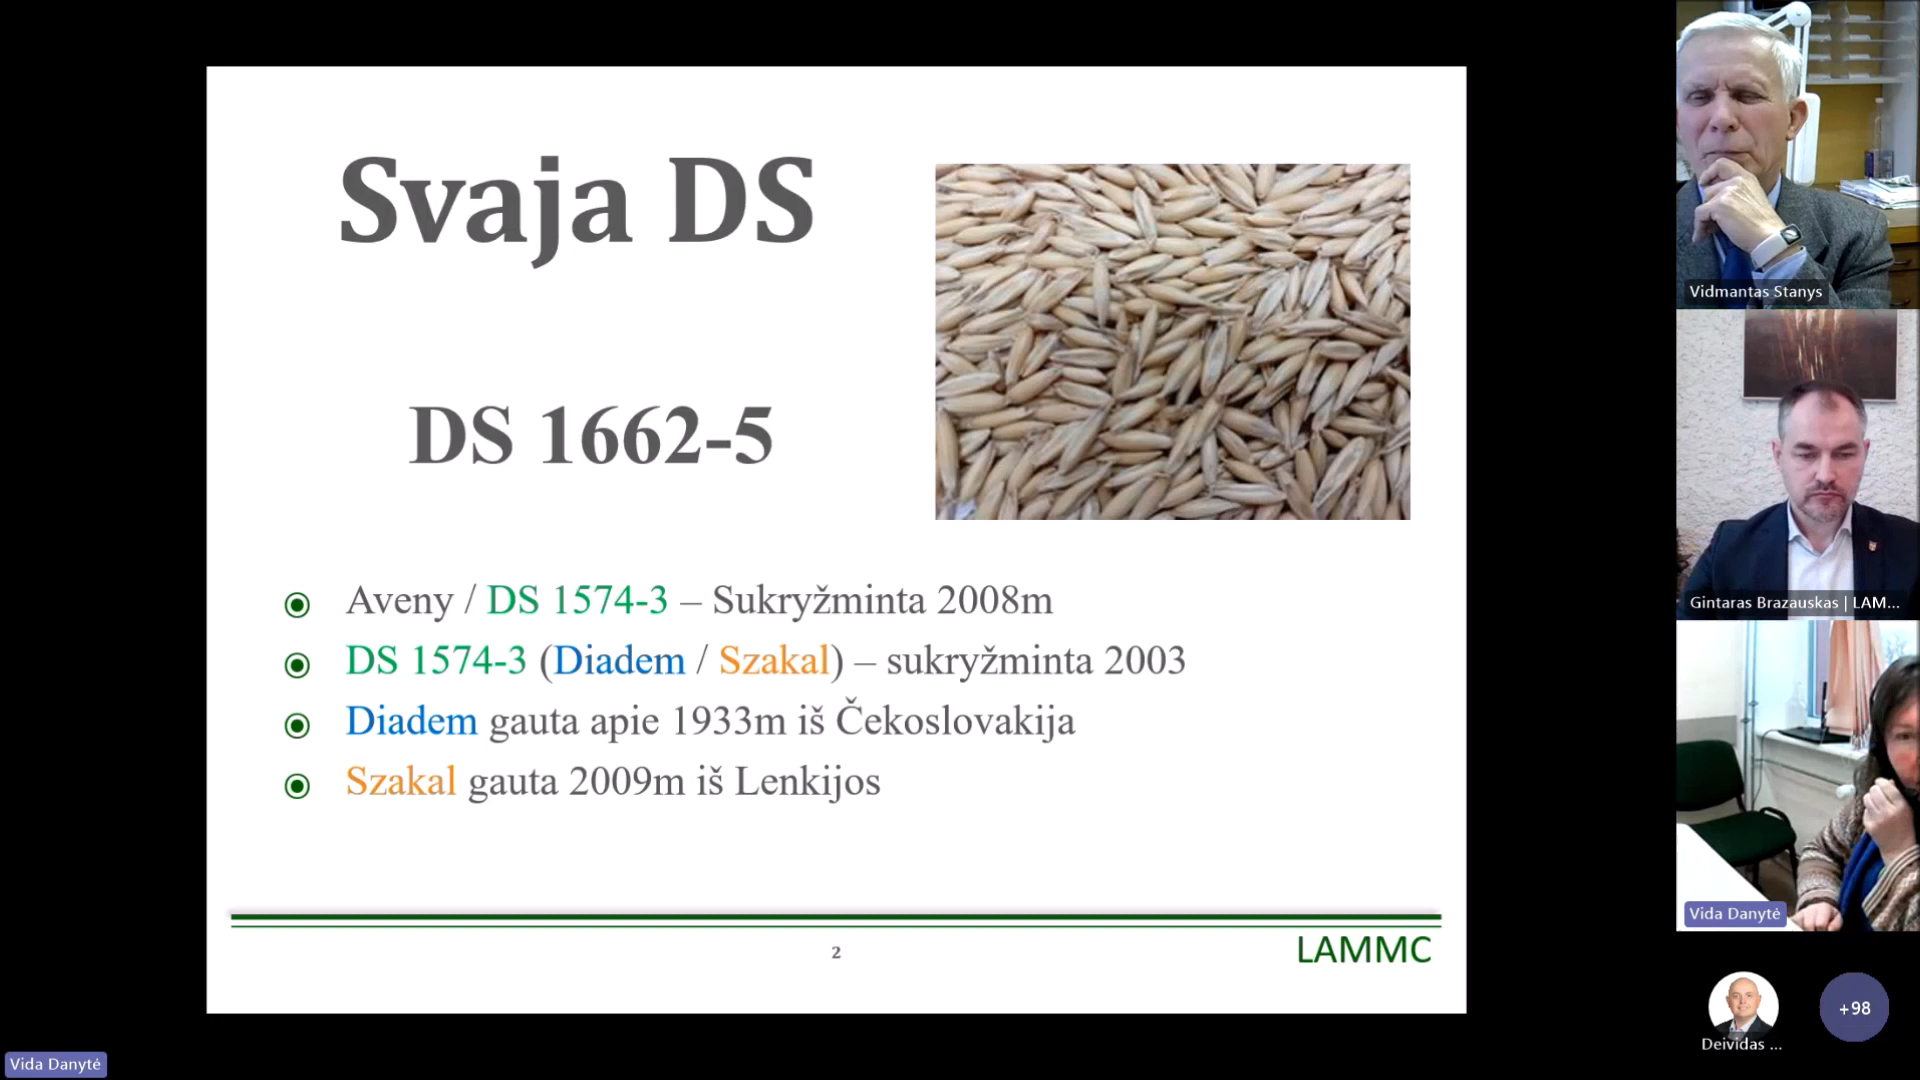 Svaja DS
DS 1662-5
Aveny / DS 1574-3 – Sukryžminta 2008m
DS 1574-3 (Diadem / Szakal) – sukryžminta 2003
Diadem gauta apie 1933m iš Čekoslovakija
Szakal gauta 2009m iš Lenkijos
2
LAMMC
Vidmantas Stanys
Gintaras Brazauskas | LAM...
Vida Danytė
Deividas ...
+98
Vida Danytė